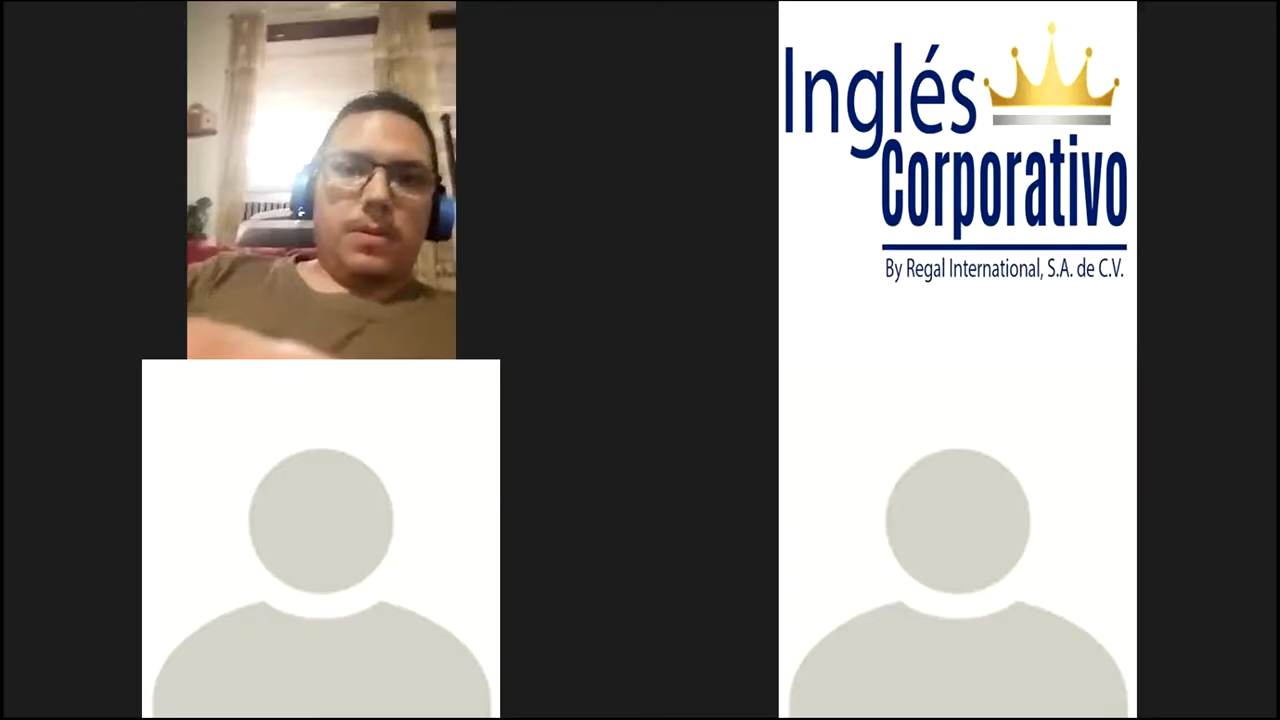 Inglés
Corporativo
By Regal International, S.A. de C.V.